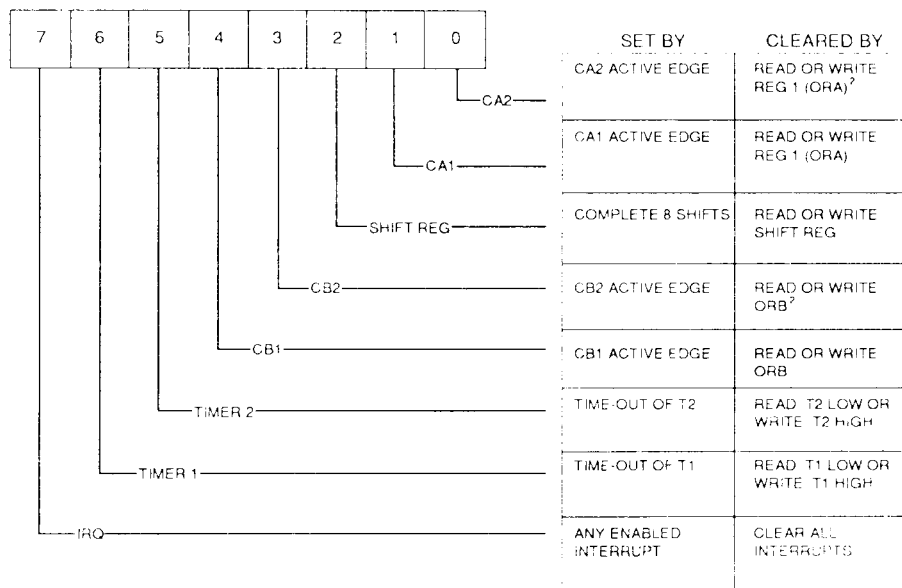 7 6 5 4 3 2 1 0
SET BY CLEARED BY
CA2 CA2 ACTIVE EDGE READ OR WRITE
REG 1 (ORA)²
CA1 CA1 ACTIVE EDGE READ OR WRITE
REG 1 (ORA)
SHIFT REG COMPLETE 8 SHIFTS READ OR WRITE
SHIFT REG
CB2 CB2 ACTIVE EDGE READ OR WRITE
ORB²
CB1 CB1 ACTIVE EDGE READ OR WRITE
ORB
TIMER 2 TIME-OUT OF T2 READ T2 LOW OR
WRITE T2 HIGH
TIMER 1 TIME-OUT OF T1 READ T1 LOW OR
WRITE T1 HIGH
IRQ ANY ENABLED CLEAR ALL
INTERRUPT INTERRUPTS